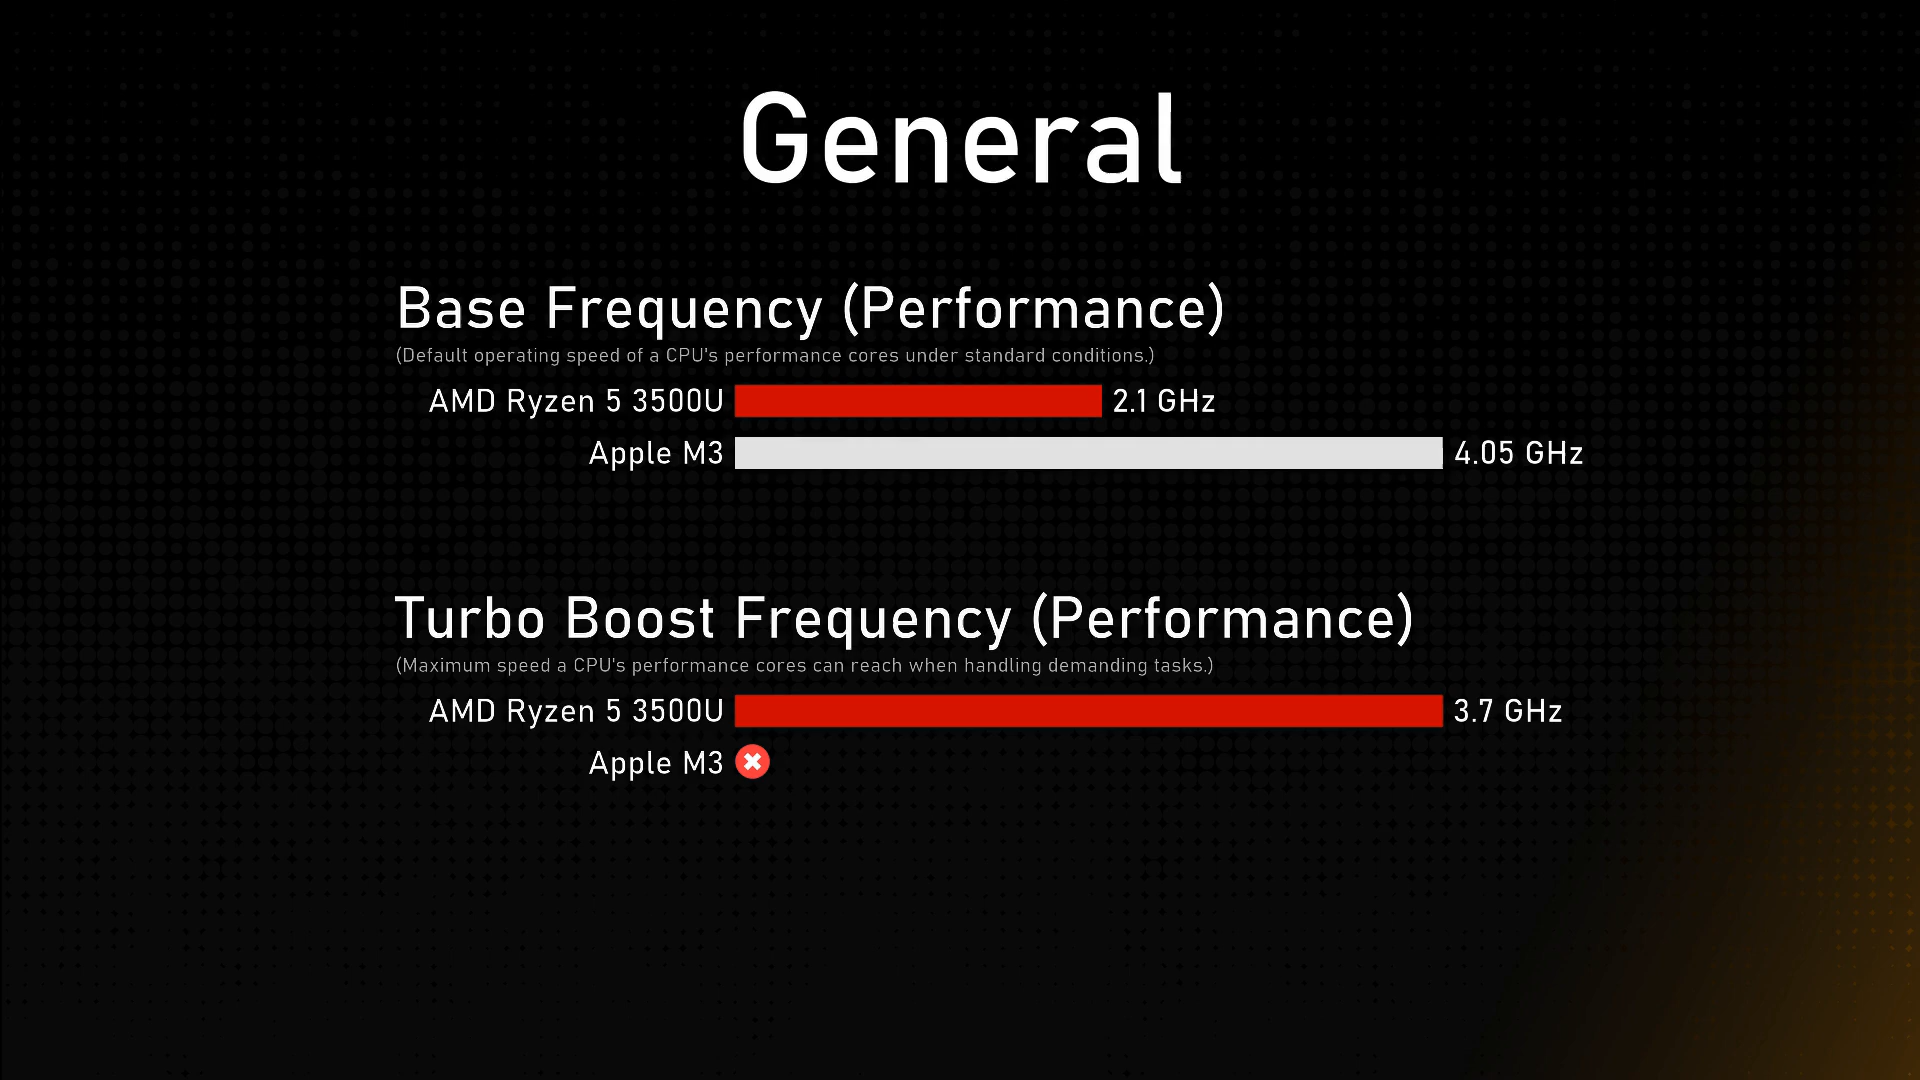 General
Base Frequency (Performance)
(Default operating speed of a CPU's performance cores under standard conditions.)
AMD Ryzen 5 3500U 2.1 GHz
Apple M3 4.05 GHz
Turbo Boost Frequency (Performance)
(Maximum speed a CPU's performance cores can reach when handling demanding tasks.)
AMD Ryzen 5 3500U 3.7 GHz
Apple M3